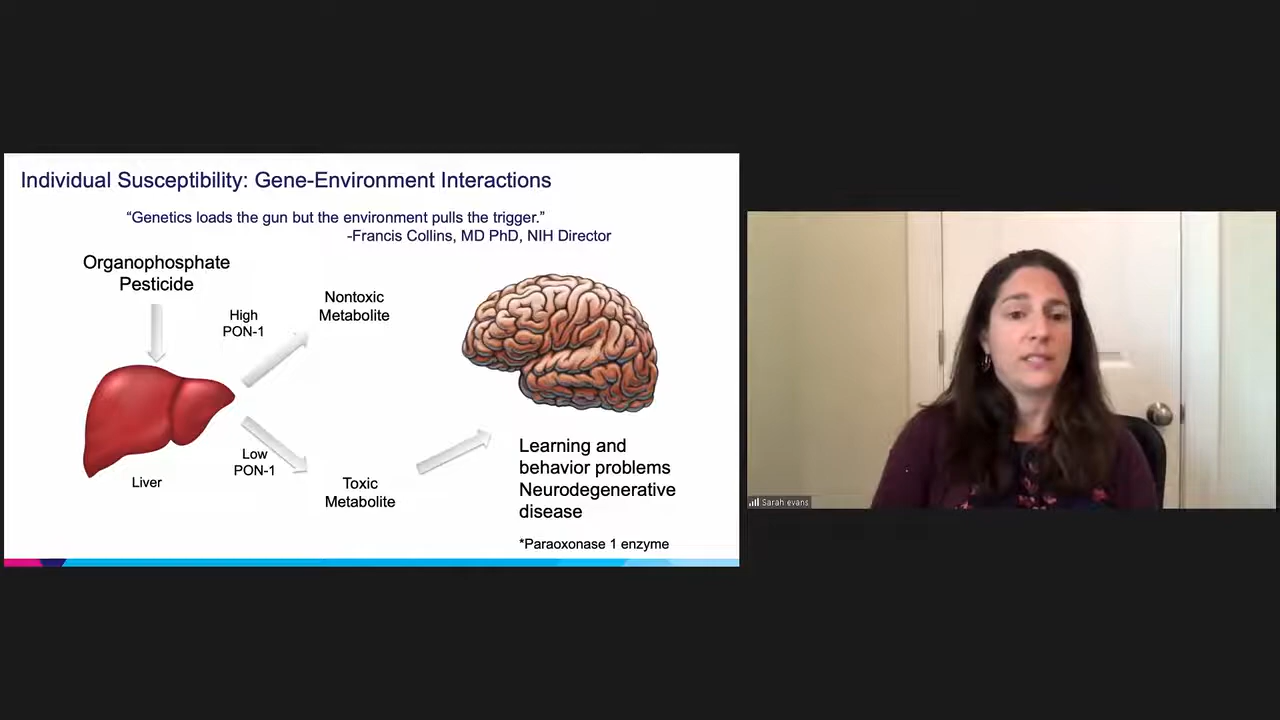 Individual Susceptibility: Gene-Environment Interactions
“Genetics loads the gun but the environment pulls the trigger.”
-Francis Collins, MD PhD, NIH Director
Organophosphate
Pesticide
High
PON-1
Nontoxic
Metabolite
Liver
Low
PON-1
Toxic
Metabolite
Learning and
behavior problems
Neurodegenerative
disease
*Paraoxonase 1 enzyme
Sarah evans